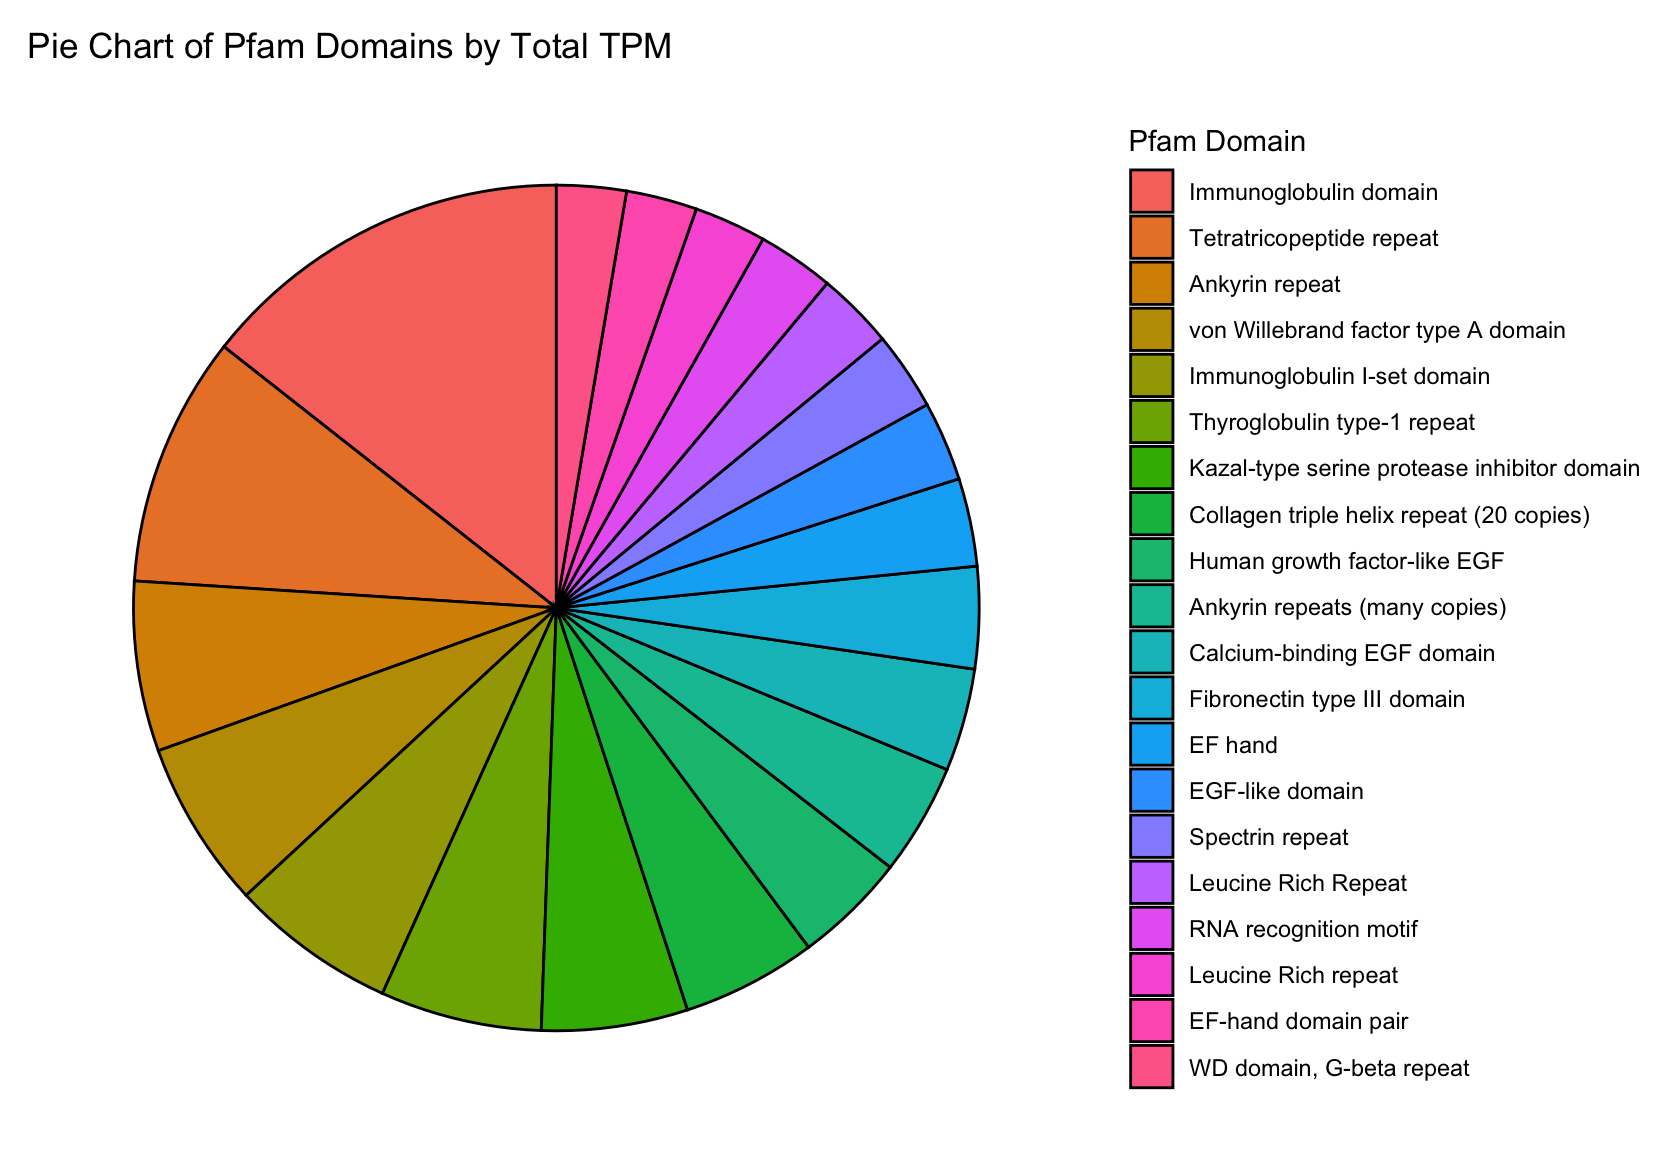 Pie Chart of Pfam Domains by Total TPM
Pfam Domain
Immunoglobulin domain
Tetratricopeptide repeat
Ankyrin repeat
von Willebrand factor type A domain
Immunoglobulin I-set domain
Thyroglobulin type-1 repeat
Kazal-type serine protease inhibitor domain
Collagen triple helix repeat (20 copies)
Human growth factor-like EGF
Ankyrin repeats (many copies)
Calcium-binding EGF domain
Fibronectin type III domain
EF hand
EGF-like domain
Spectrin repeat
Leucine Rich Repeat
RNA recognition motif
Leucine Rich repeat
EF-hand domain pair
WD domain, G-beta repeat